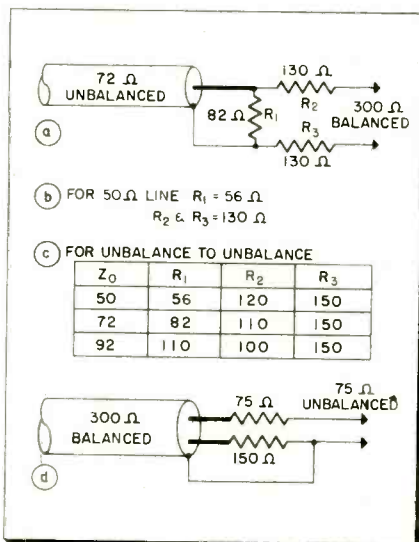 72 Ω
UNBALANCED
130 Ω
R2
82 Ω R1
300 Ω
BALANCED
R3
130 Ω
a
b FOR 50Ω LINE R1 = 56 Ω
R2 & R3 = 130 Ω
c FOR UNBALANCE TO UNBALANCE
Z0 R1 R2 R3
50 56 120 150
72 82 110 150
92 110 100 150
300 Ω
BALANCED
75 Ω
75 Ω
UNBALANCED
150 Ω
d